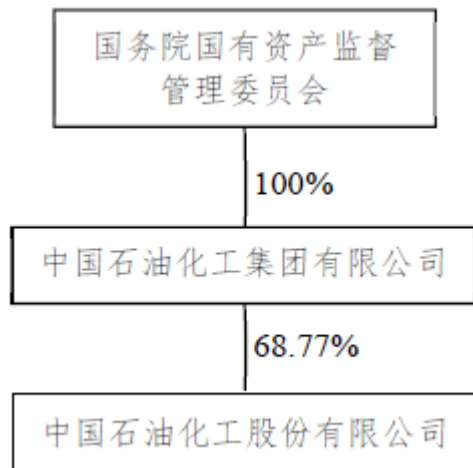 国务院国有资产监督
管理委员会
100%
中国石油化工集团有限公司
68.77%
中国石油化工股份有限公司